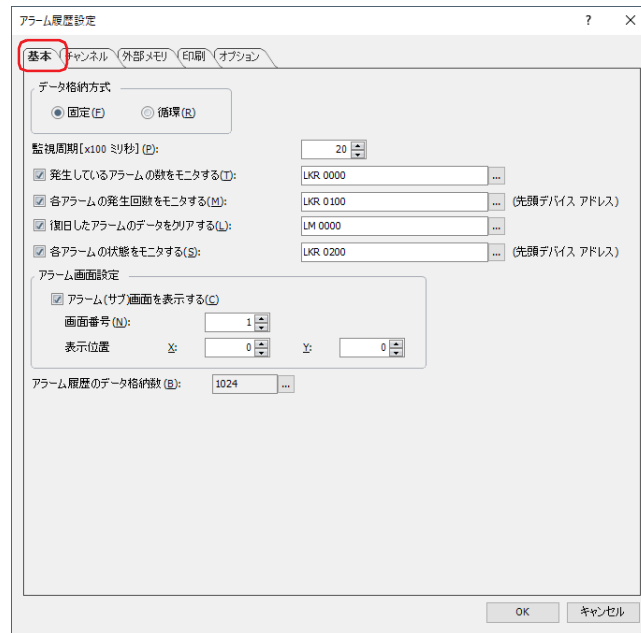 アラーム履歴設定 ? ×
基本 チャンネル 外部メモリ 印刷 オプション
データ格納方式
固定(F) 循環(R)
監視周期[x100 ミリ秒](P): 20
発生しているアラームの数をモニタする(T): LKR 0000 ...
各アラームの発生回数をモニタする(M): LKR 0100 ... (先頭デバイス アドレス)
復旧したアラームのデータをクリアする(L): LM 0000 ...
各アラームの状態をモニタする(S): LKR 0200 ... (先頭デバイス アドレス)
アラーム画面設定
アラーム(サブ)画面を表示する(C)
画面番号(N): 1
表示位置 X: 0 Y: 0
アラーム履歴のデータ格納数(B): 1024 ...
OK キャンセル